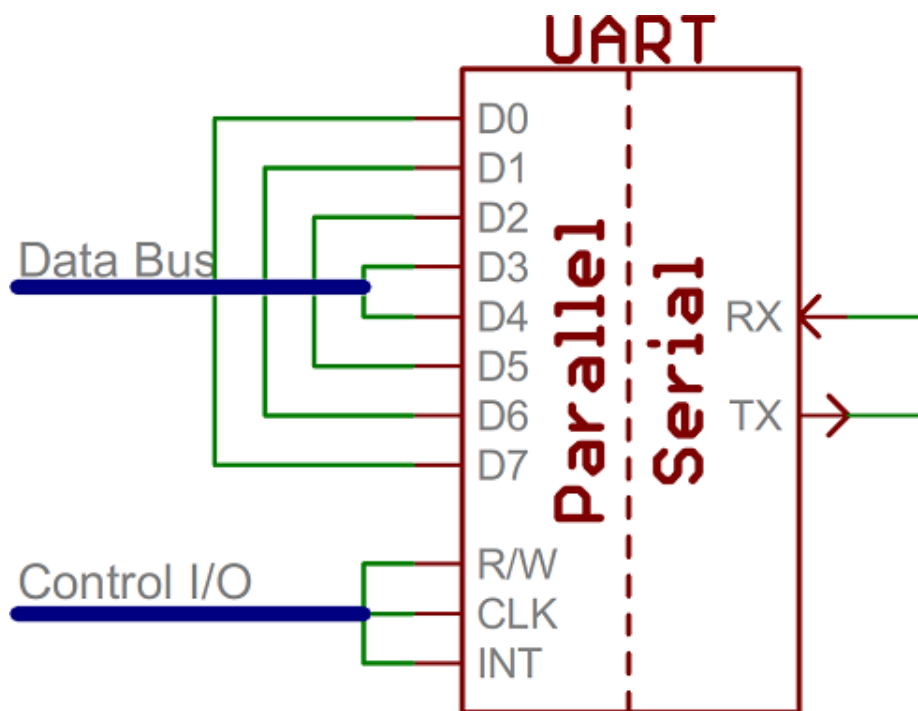 UART
D0
D1
D2
Data Bus
D3
D4
D5
D6
D7
Parallel
Serial
RX
TX
Control I/O
R/W
CLK
INT